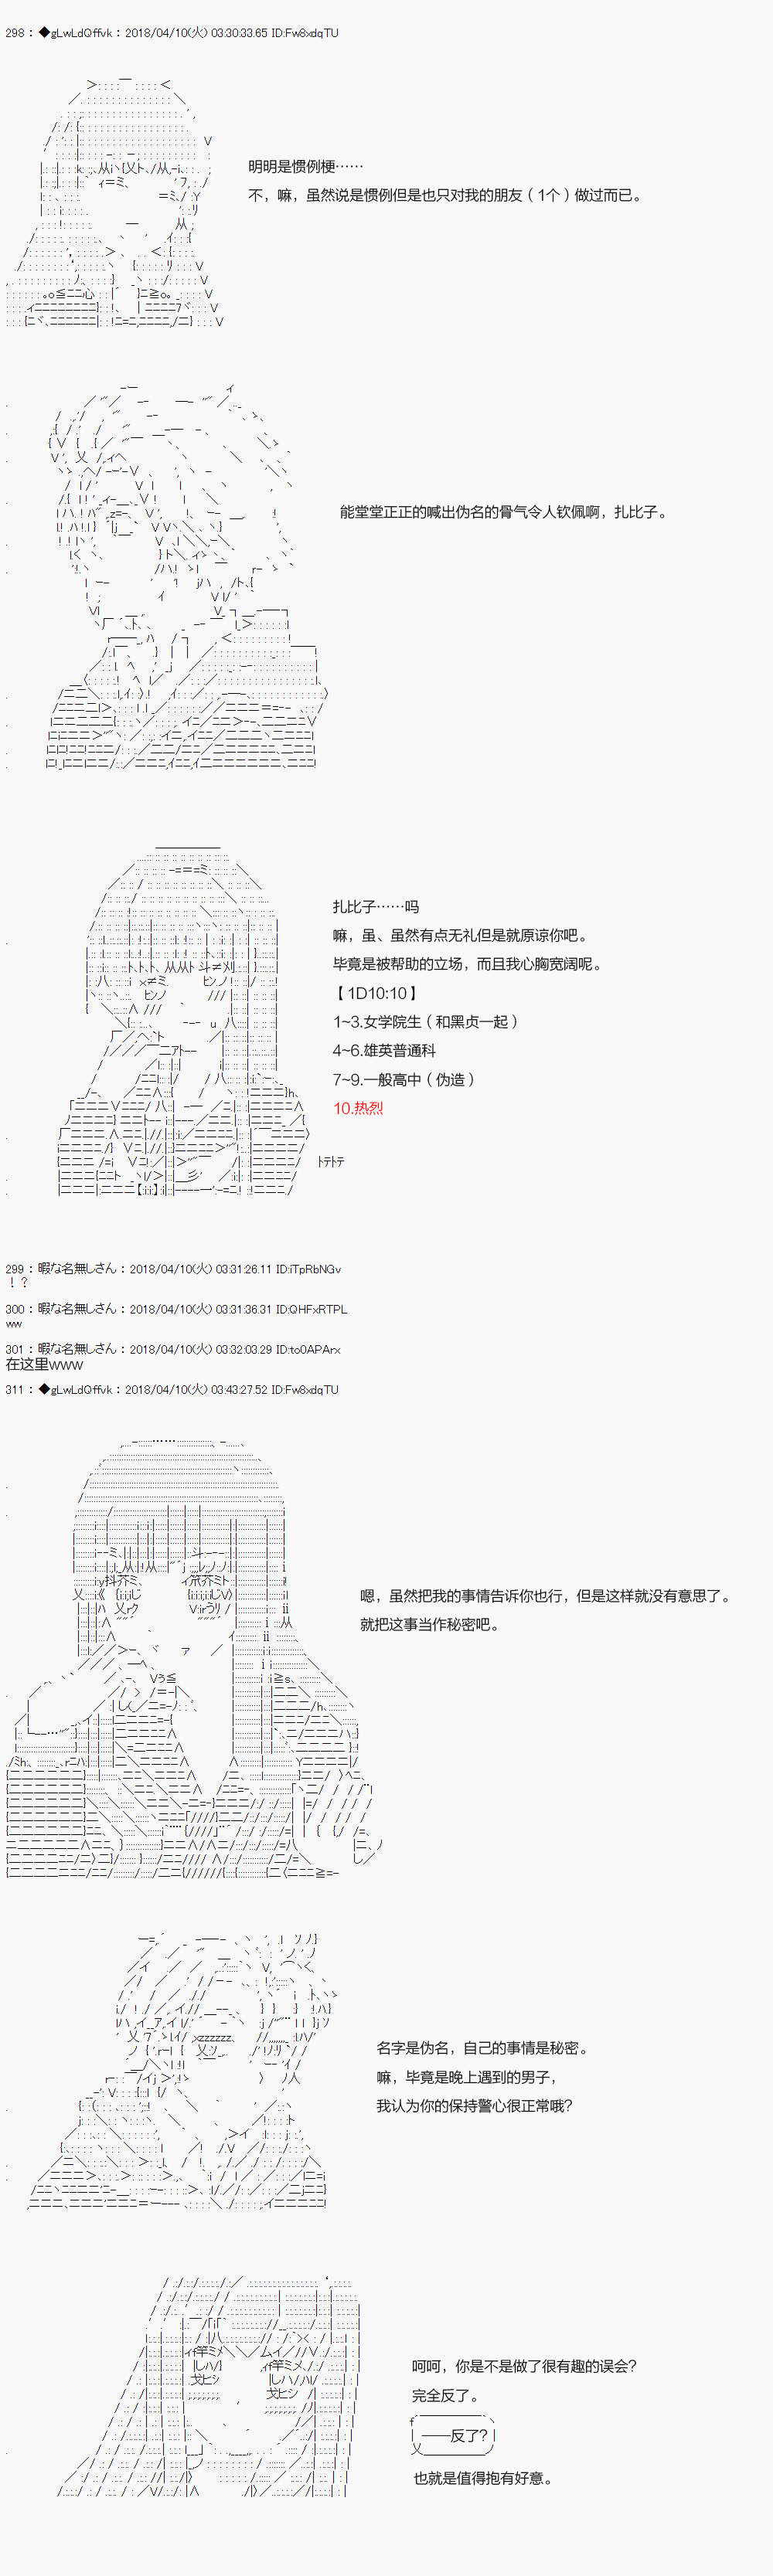 298 : ◆gLwLdQffvk : 2018/04/10(火) 03:30:33.65 ID:Fw8xdqTU
明明是惯例梗……
不，嘛，虽然说是惯例但是也只对我的朋友（1个）做过而已。
能堂堂正正的喊出伪名的骨气令人钦佩啊，扎比子。
扎比子……吗
嘛，虽、虽然有点无礼但是就原谅你吧。
毕竟是被帮助的立场，而且我心胸宽阔呢。
【1D10:10】
1~3.女学院生（和黑贞一起）
4~6.雄英普通科
7~9.一般高中（伪造）
10.热烈
ﾄﾃﾄﾃ
299 : 暇な名無しさん : 2018/04/10(火) 03:31:26.11 ID:iTpRbNGv
！？
300 : 暇な名無しさん : 2018/04/10(火) 03:31:36.31 ID:QHFxRTPL
ww
301 : 暇な名無しさん : 2018/04/10(火) 03:32:03.29 ID:to0APArx
在这里www
311 : ◆gLwLdQffvk : 2018/04/10(火) 03:43:27.52 ID:Fw8xdqTU
嗯，虽然把我的事情告诉你也行，但是这样就没有意思了。
就把这事当作秘密吧。
名字是伪名，自己的事情是秘密。
嘛，毕竟是晚上遇到的男子，
我认为你的保持警心很正常哦？
呵呵，你是不是做了很有趣的误会？
完全反了。
——反了？
也就是值得抱有好意。